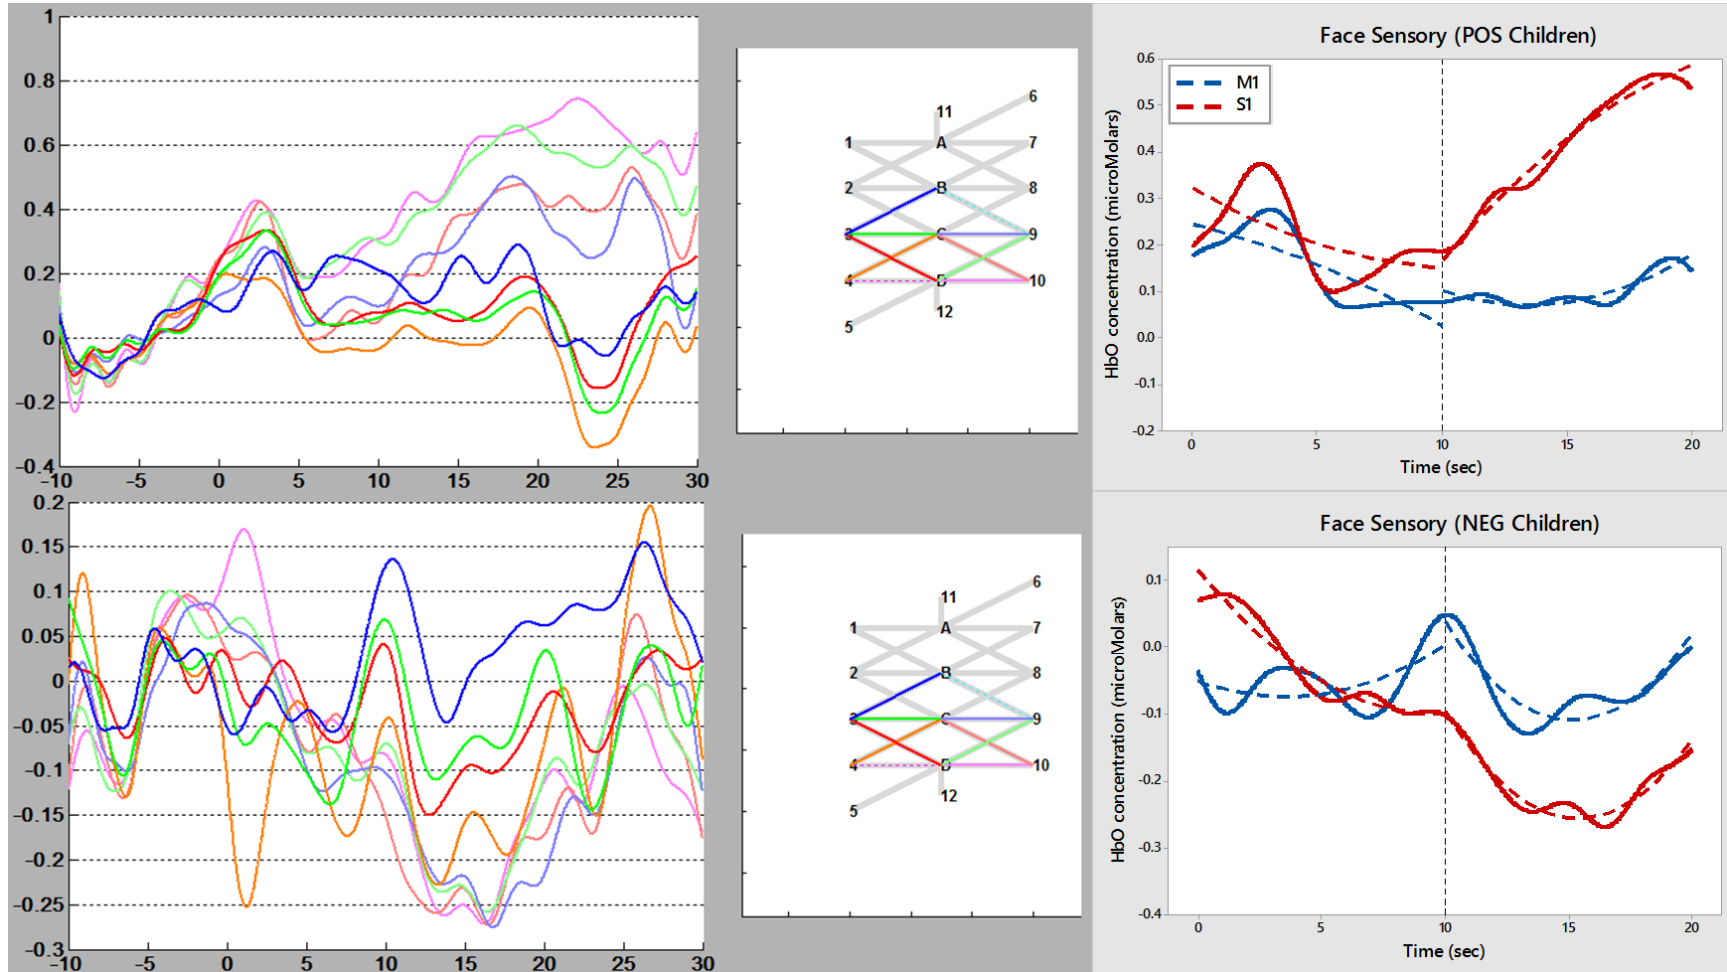 1
0.8
0.6
0.4
0.2
0
-0.2
-0.4
-10 -5 0 5 10 15 20 25 30
11 6
1 A 7
2 B 8
3 C 9
4 D 10
5 12
Face Sensory (POS Children)
M1
S1
HbO concentration (microMolars)
0.6
0.5
0.4
0.3
0.2
0.1
0.0
-0.1
-0.2
0 5 10 15 20
Time (sec)
0.2
0.15
0.1
0.05
0
-0.05
-0.1
-0.15
-0.2
-0.25
-0.3
-10 -5 0 5 10 15 20 25 30
11 6
1 A 7
2 B 8
3 C 9
4 D 10
5 12
Face Sensory (NEG Children)
HbO concentration (microMolars)
0.1
0.0
-0.1
-0.2
-0.3
-0.4
0 5 10 15 20
Time (sec)